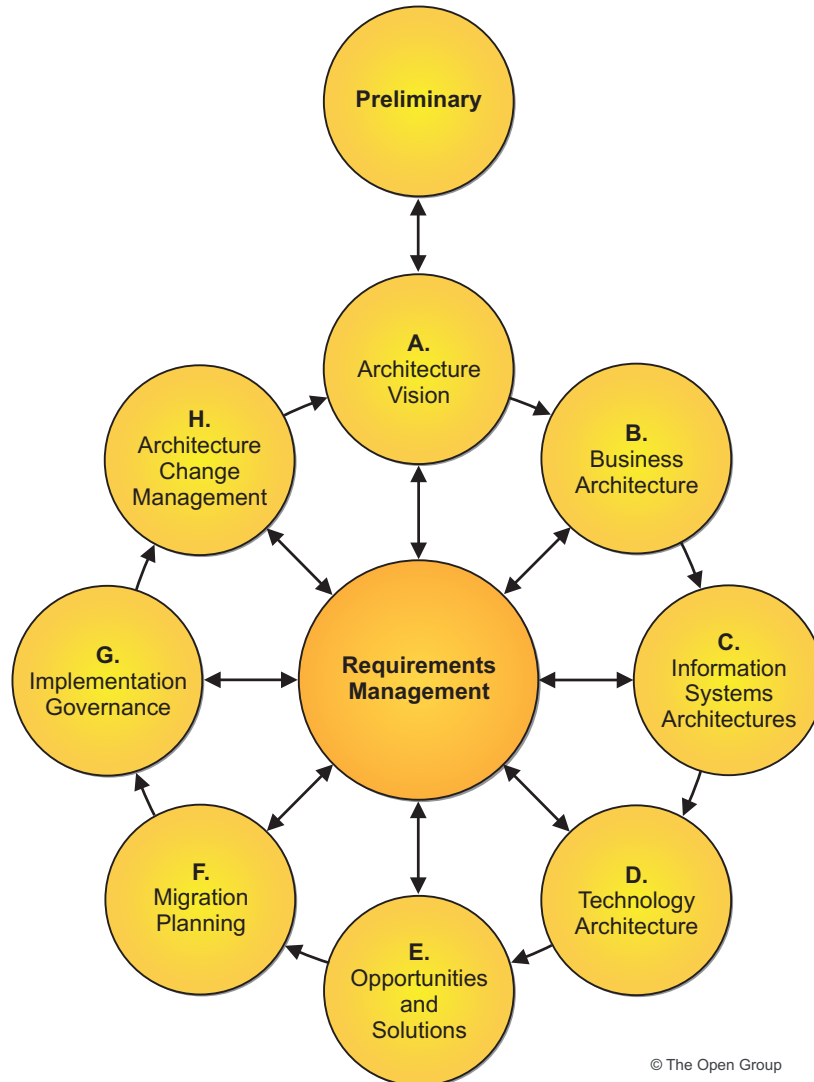 Preliminary
A.
Architecture
Vision
B.
Business
Architecture
C.
Information
Systems
Architectures
D.
Technology
Architecture
E.
Opportunities
and
Solutions
F.
Migration
Planning
G.
Implementation
Governance
H.
Architecture
Change
Management
Requirements
Management
© The Open Group